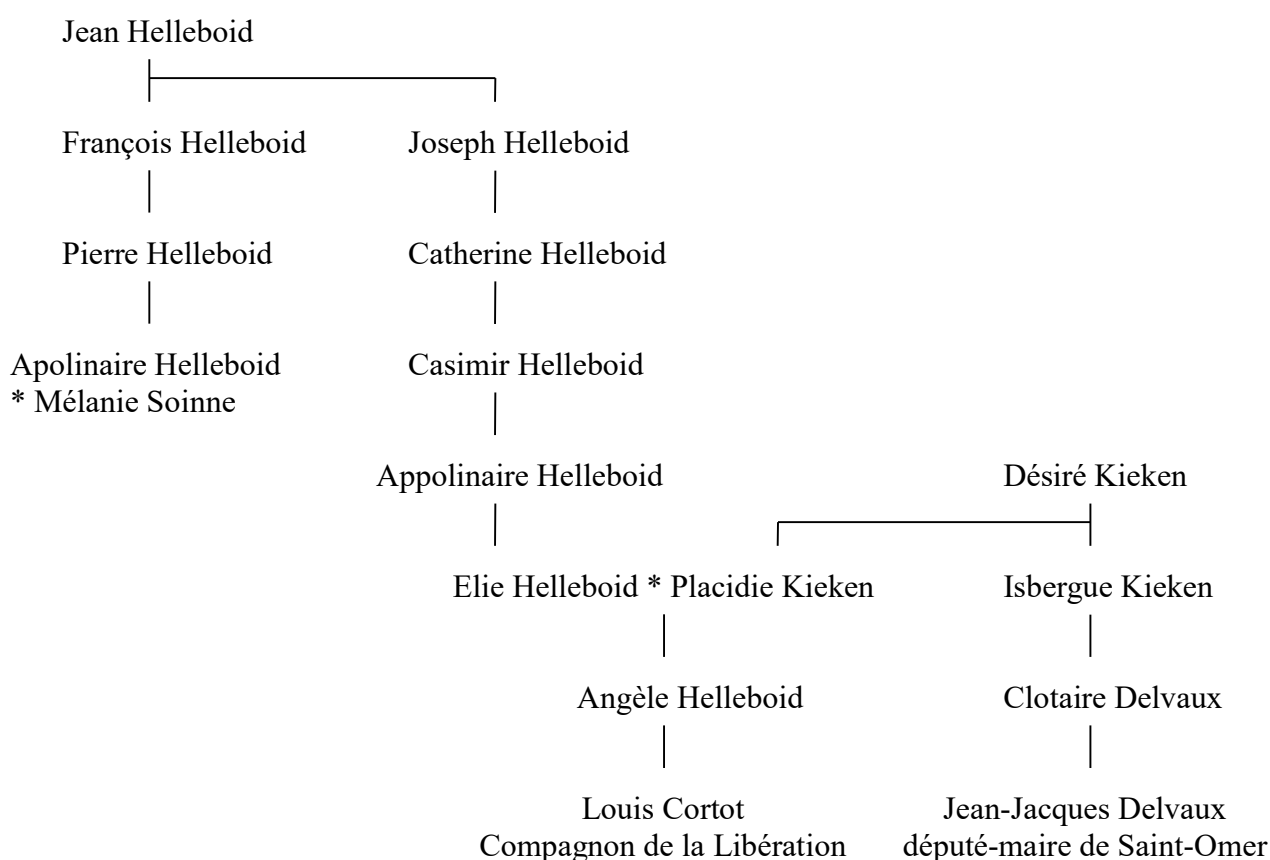 Jean Helleboid
François Helleboid Joseph Helleboid
Pierre Helleboid Catherine Helleboid
Apolinaire Helleboid Casimir Helleboid
* Mélanie Soinne
Appolinaire Helleboid Désiré Kieken
Elie Helleboid * Placidie Kieken Isbergue Kieken
Angèle Helleboid Clotaire Delvaux
Louis Cortot Jean-Jacques Delvaux
Compagnon de la Libération député-maire de Saint-Omer